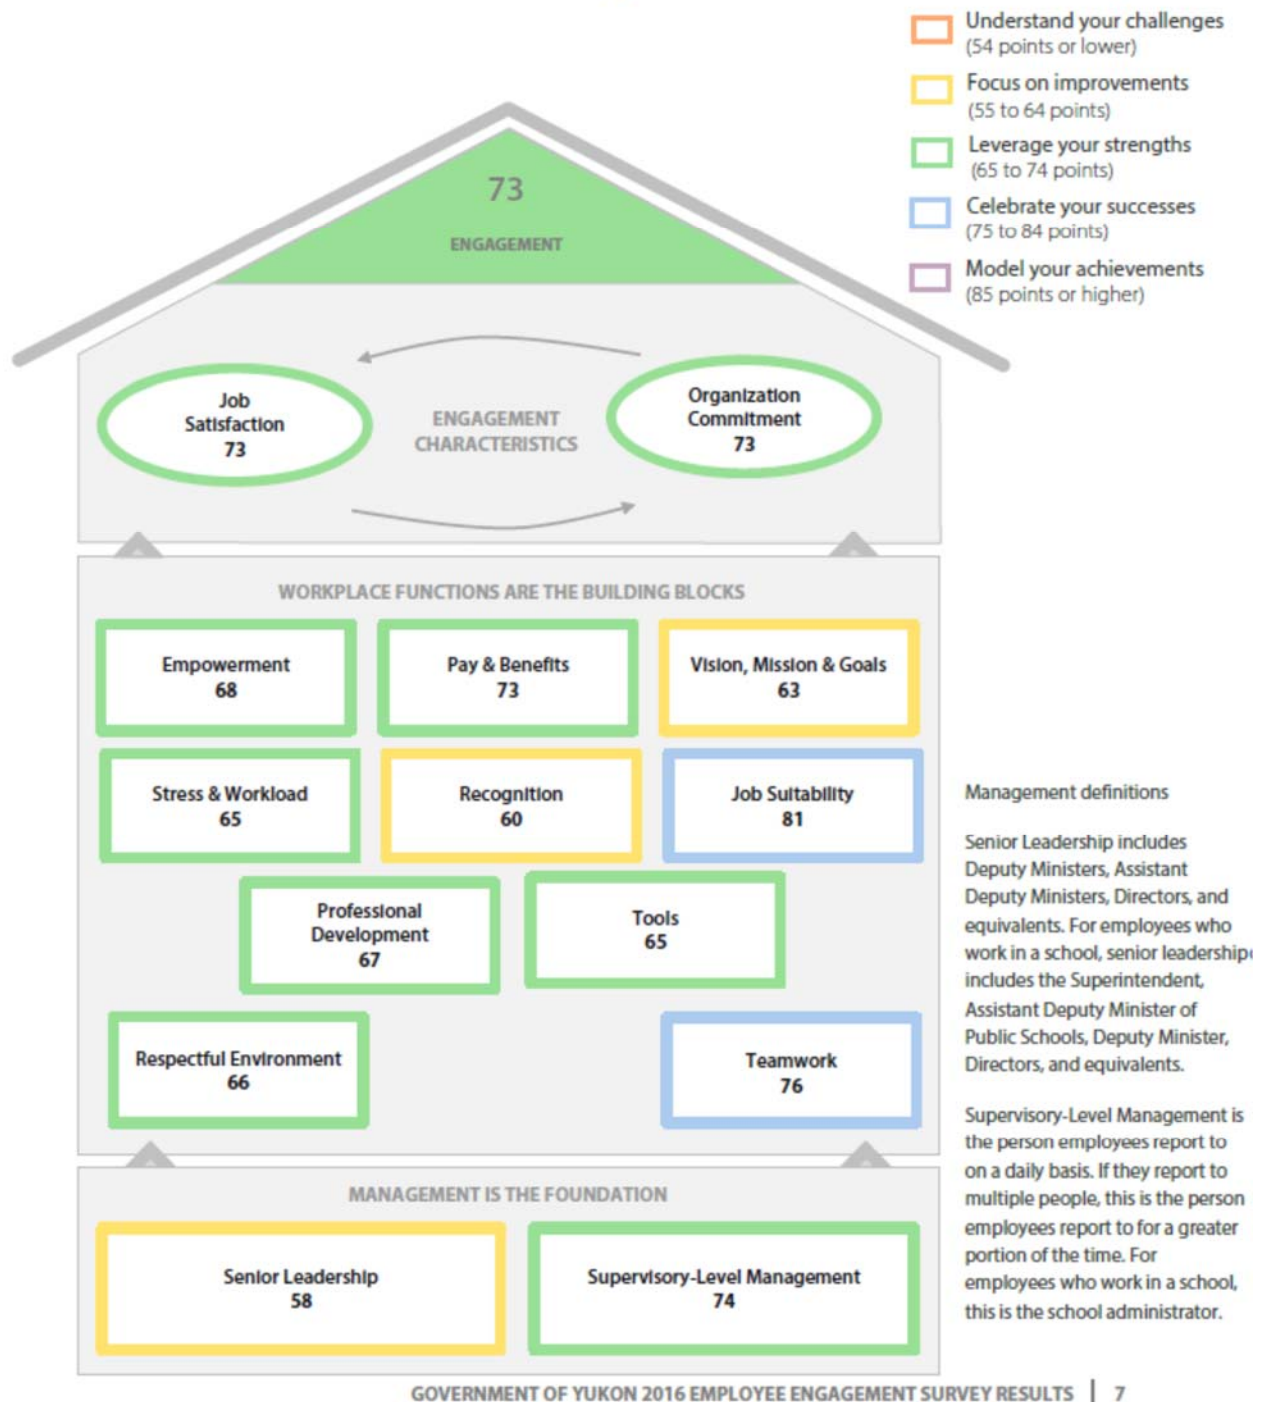 Understand your challenges
(54 points or lower)
Focus on improvements
(55 to 64 points)
Leverage your strengths
(65 to 74 points)
Celebrate your successes
(75 to 84 points)
Model your achievements
(85 points or higher)
73
ENGAGEMENT
Job
Satisfaction
73
ENGAGEMENT
CHARACTERISTICS
Organization
Commitment
73
WORKPLACE FUNCTIONS ARE THE BUILDING BLOCKS
Empowerment
68
Pay & Benefits
73
Vision, Mission & Goals
63
Stress & Workload
65
Recognition
60
Job Suitability
81
Professional
Development
67
Tools
65
Respectful Environment
66
Teamwork
76
MANAGEMENT IS THE FOUNDATION
Senior Leadership
58
Supervisory-Level Management
74
Management definitions
Senior Leadership includes
Deputy Ministers, Assistant
Deputy Ministers, Directors, and
equivalents. For employees who
work in a school, senior leadership
includes the Superintendent,
Assistant Deputy Minister of
Public Schools, Deputy Minister,
Directors, and equivalents.
Supervisory-Level Management is
the person employees report to
on a daily basis. If they report to
multiple people, this is the person
employees report to for a greater
portion of the time. For
employees who work in a school,
this is the school administrator.
GOVERNMENT OF YUKON 2016 EMPLOYEE ENGAGEMENT SURVEY RESULTS | 7